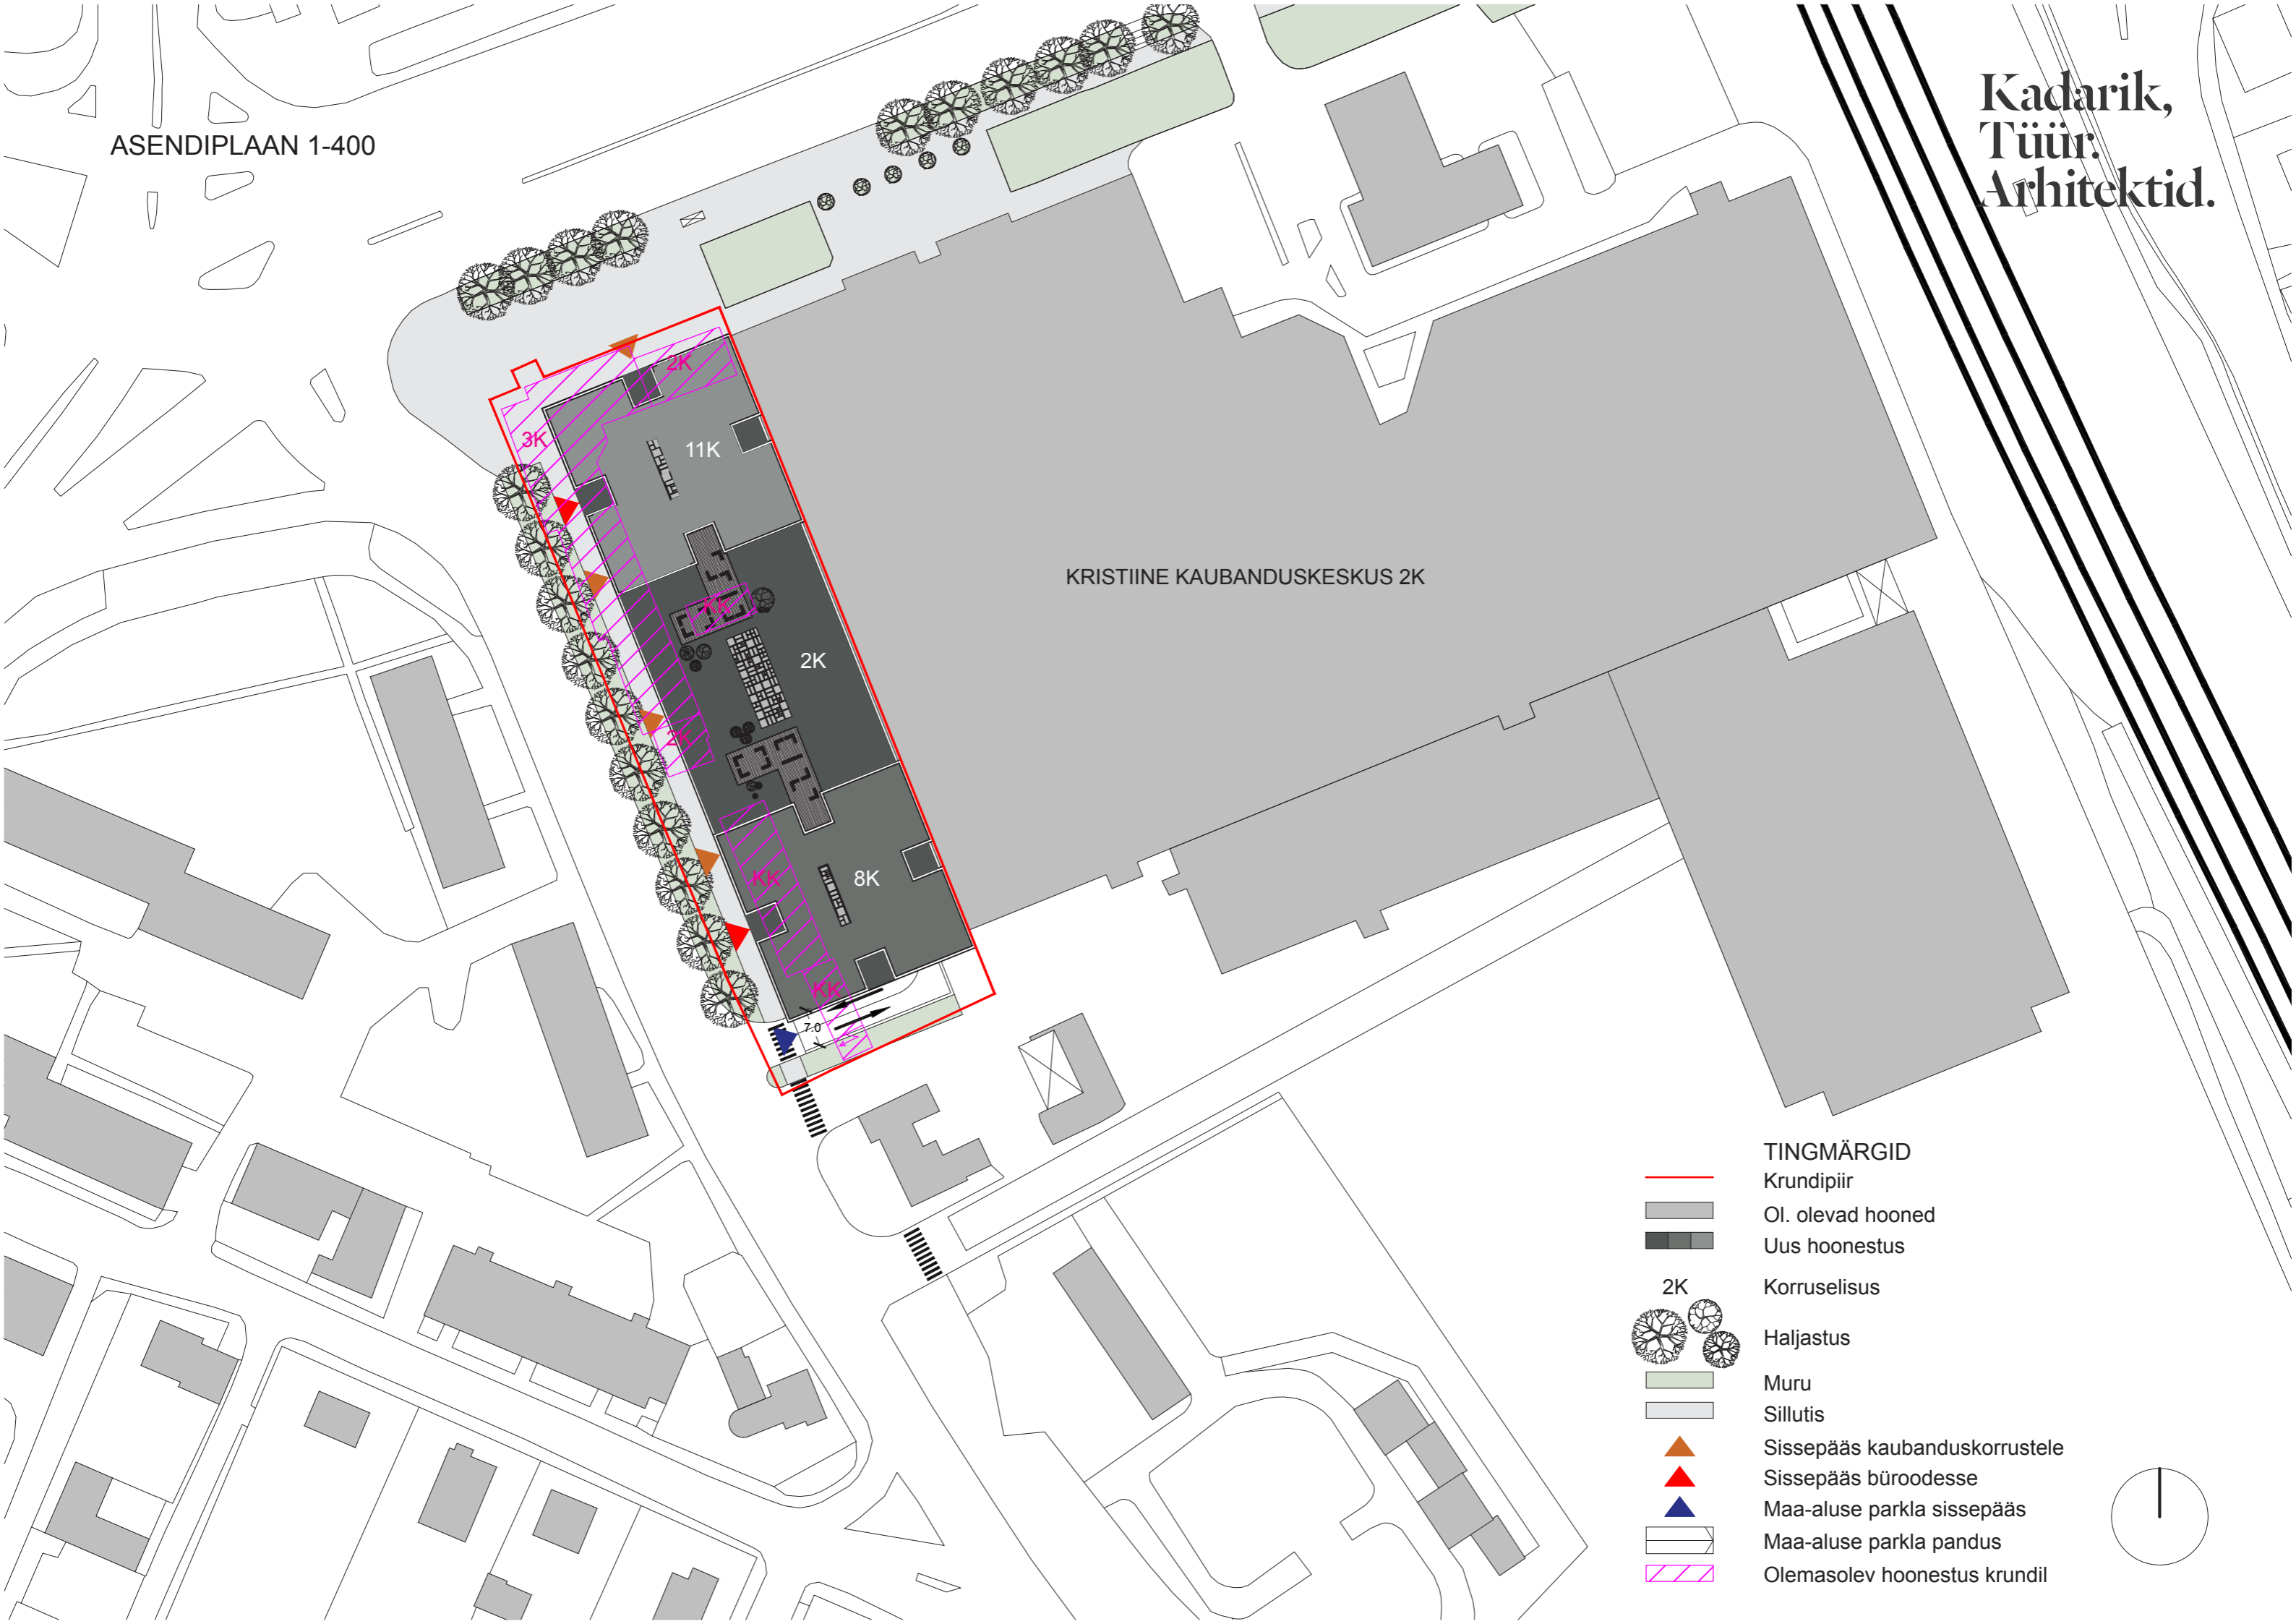 ASENDIPLAAN 1-400
Kadarik,
Tüür.
Arhitektid.
2K
3K
11K
KRISTIINE KAUBANDUSKESKUS 2K
KK
2K
2K
KK
8K
KK
7.0
TINGMÄRGID
Krundipiir
Ol. olevad hooned
Uus hoonestus
2K Korruselisus
Haljastus
Muru
Sillutis
Sissepääs kaubanduskorrustele
Sissepääs büroodesse
Maa-aluse parkla sissepääs
Maa-aluse parkla pandus
Olemasolev hoonestus krundil